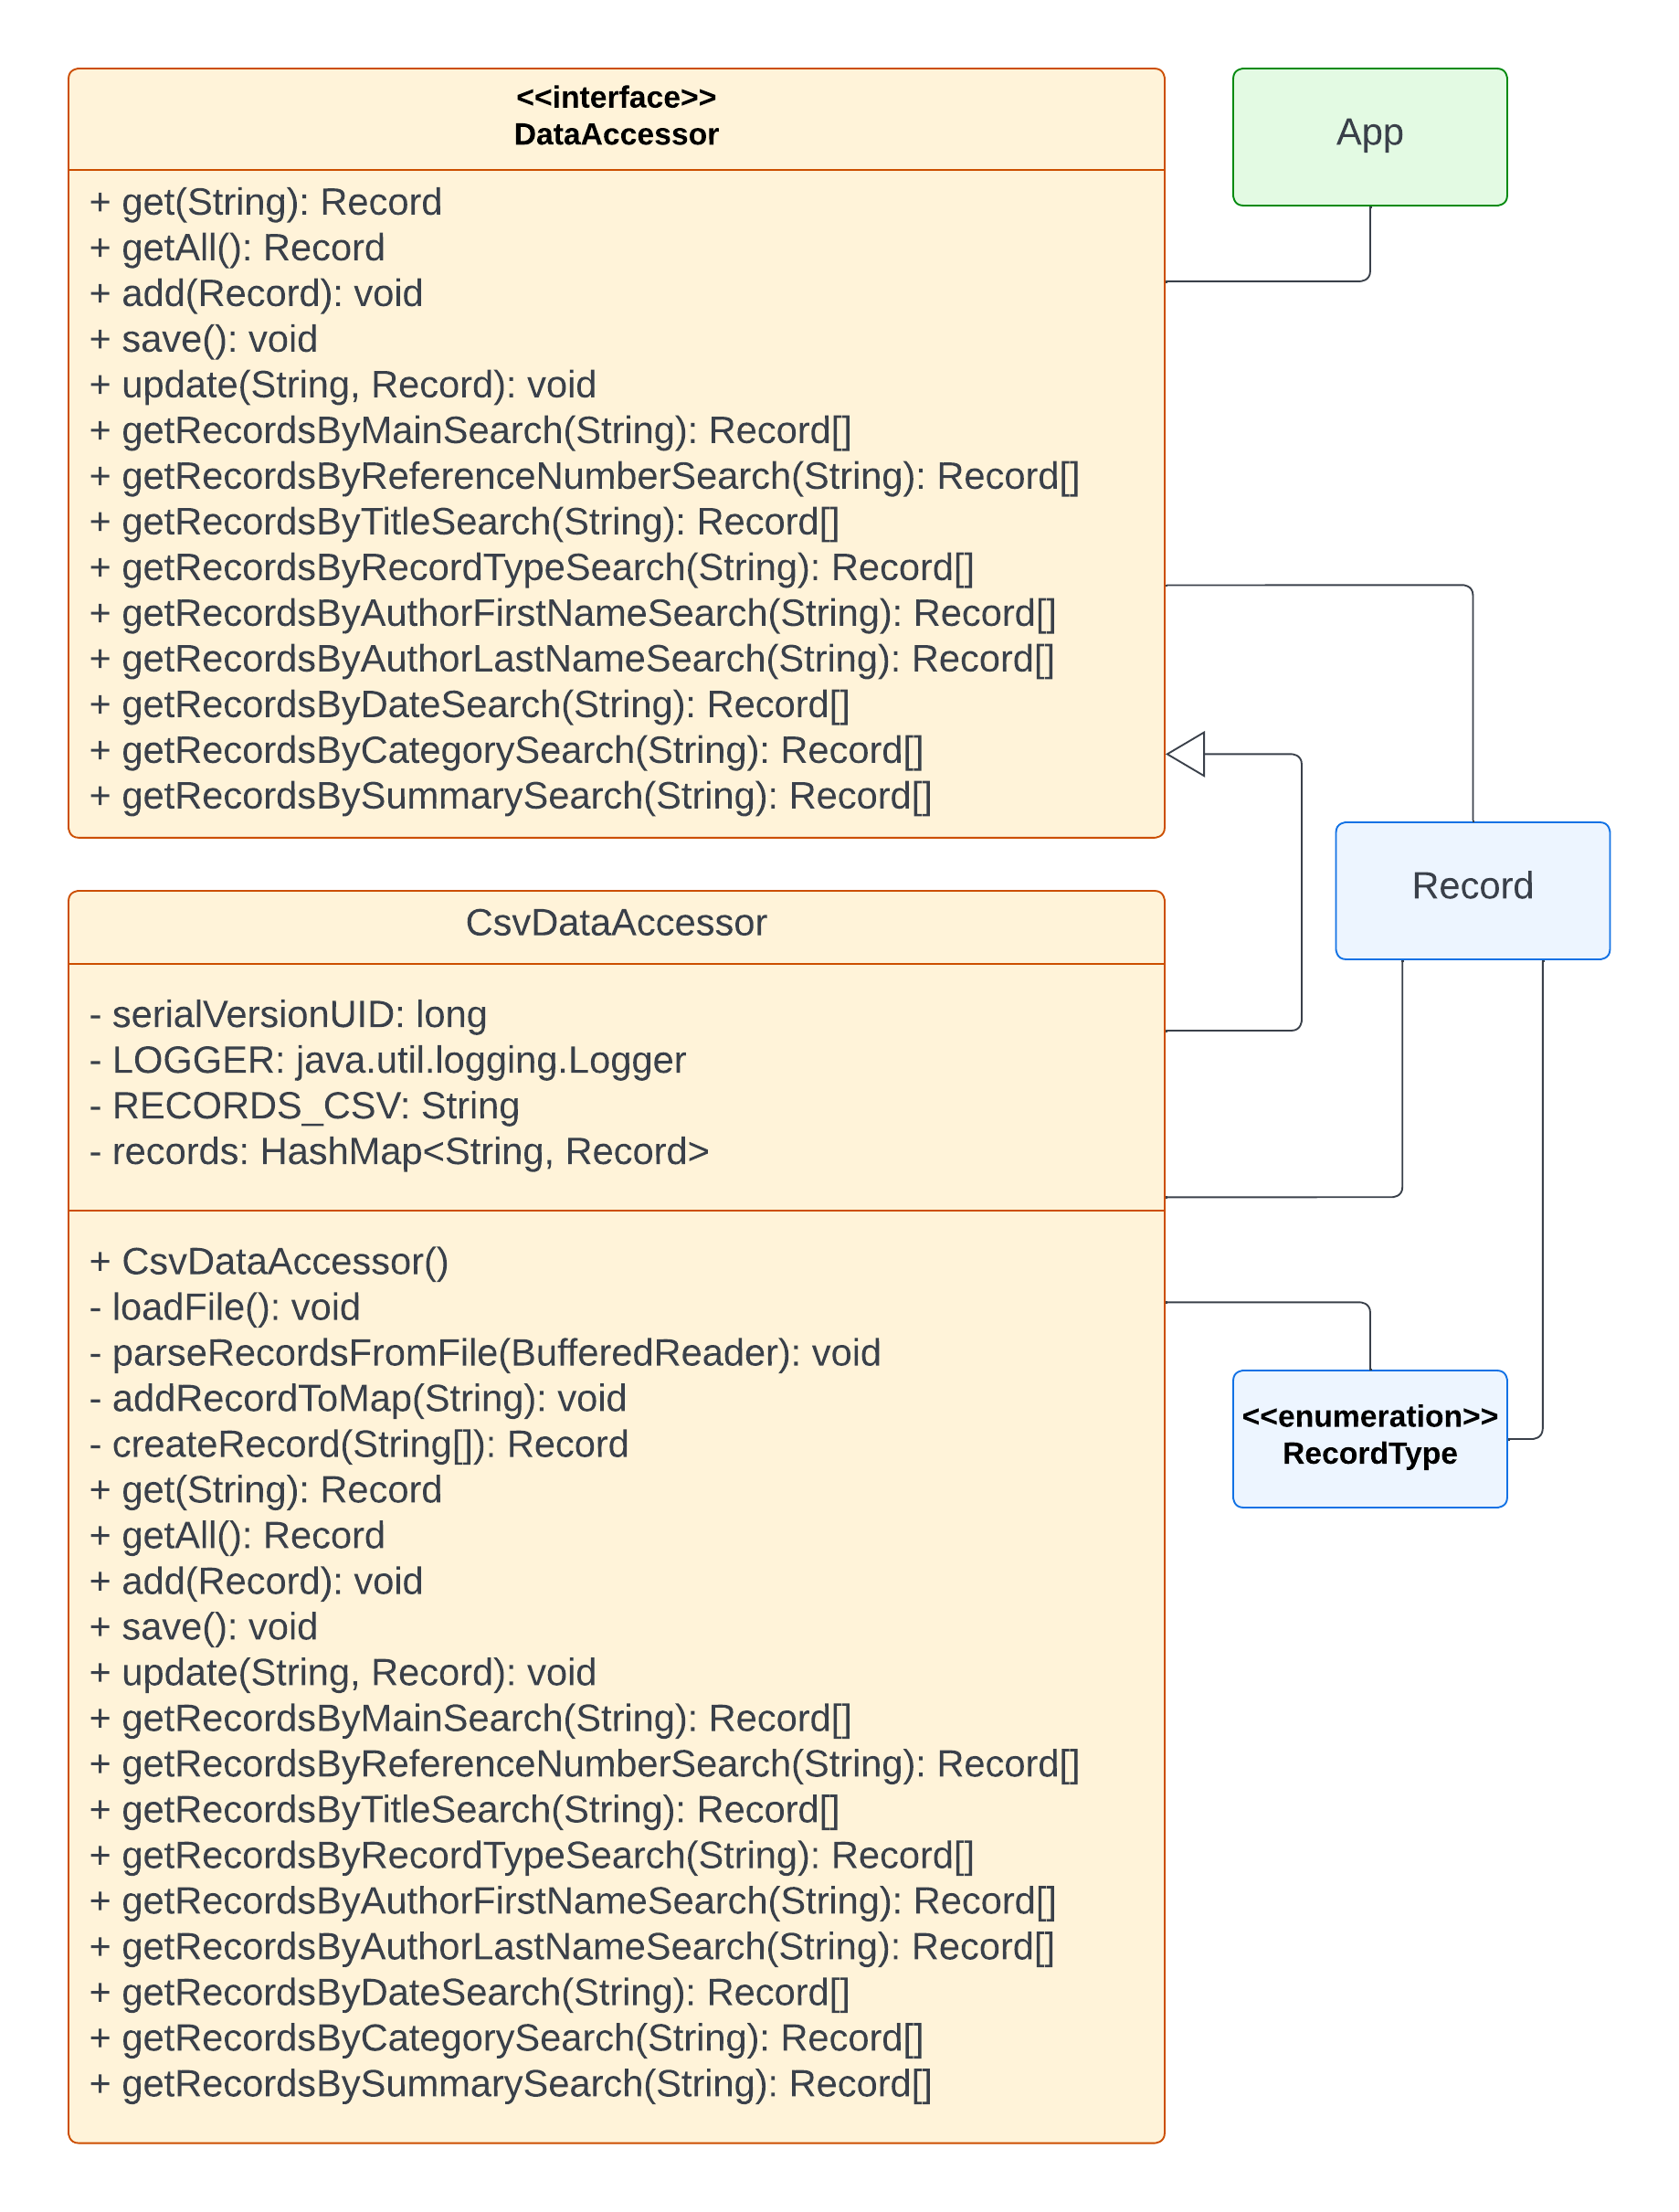 <<interface>>
DataAccessor
+ get(String): Record
+ getAll(): Record
+ add(Record): void
+ save(): void
+ update(String, Record): void
+ getRecordsByMainSearch(String): Record[]
+ getRecordsByReferenceNumberSearch(String): Record[]
+ getRecordsByTitleSearch(String): Record[]
+ getRecordsByRecordTypeSearch(String): Record[]
+ getRecordsByAuthorFirstNameSearch(String): Record[]
+ getRecordsByAuthorLastNameSearch(String): Record[]
+ getRecordsByDateSearch(String): Record[]
+ getRecordsByCategorySearch(String): Record[]
+ getRecordsBySummarySearch(String): Record[]
App
Record
CsvDataAccessor
- serialVersionUID: long
- LOGGER: java.util.logging.Logger
- RECORDS_CSV: String
- records: HashMap<String, Record>
+ CsvDataAccessor()
- loadFile(): void
- parseRecordsFromFile(BufferedReader): void
- addRecordToMap(String): void
- createRecord(String[]): Record
+ get(String): Record
+ getAll(): Record
+ add(Record): void
+ save(): void
+ update(String, Record): void
+ getRecordsByMainSearch(String): Record[]
+ getRecordsByReferenceNumberSearch(String): Record[]
+ getRecordsByTitleSearch(String): Record[]
+ getRecordsByRecordTypeSearch(String): Record[]
+ getRecordsByAuthorFirstNameSearch(String): Record[]
+ getRecordsByAuthorLastNameSearch(String): Record[]
+ getRecordsByDateSearch(String): Record[]
+ getRecordsByCategorySearch(String): Record[]
+ getRecordsBySummarySearch(String): Record[]
<<enumeration>>
RecordType